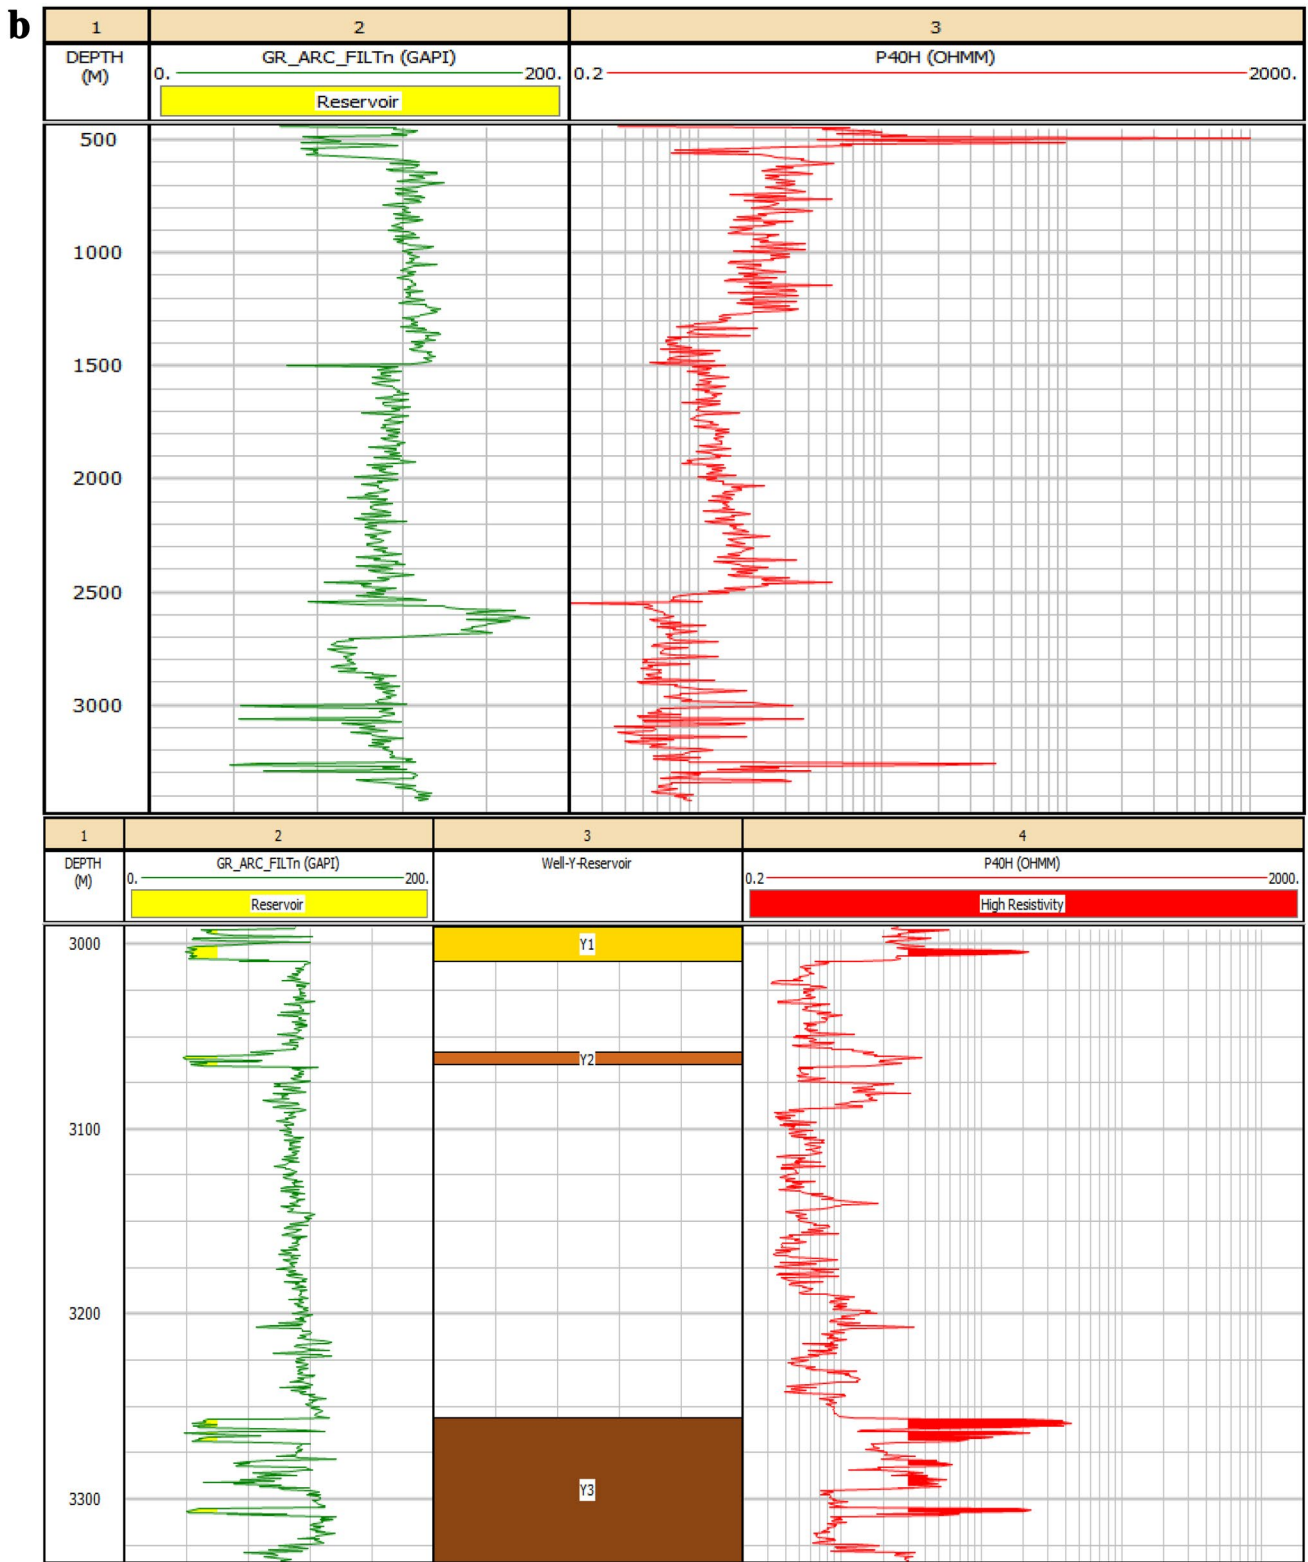 b
1 2 3
DEPTH (M) GR_ARC_FILTn (GAPI) P40H (OHMM)
0. 200. 0.2 2000.
Reservoir
500
1000
1500
2000
2500
3000
1 2 3 4
DEPTH (M) GR_ARC_FILTn (GAPI) Well-Y-Reservoir P40H (OHMM)
0. 200. 0.2 2000.
Reservoir High Resistivity
3000 Y1
Y2
3100
3200
3300 Y3